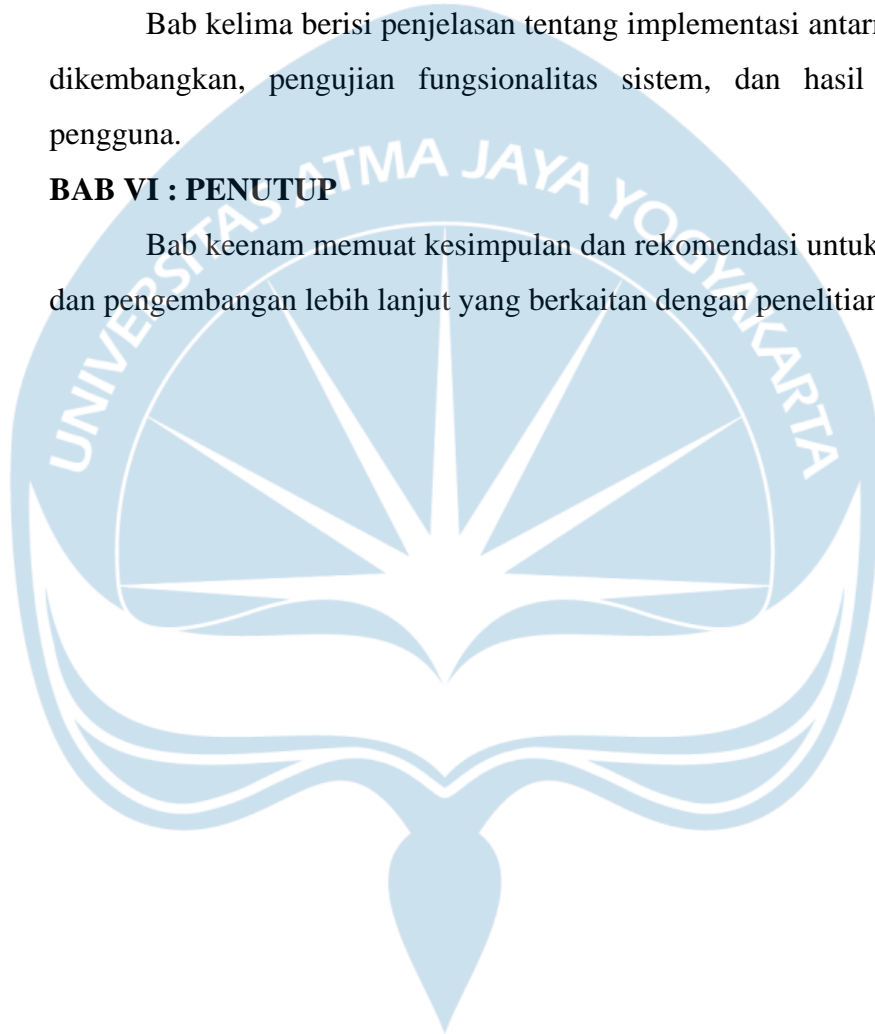 Bab kelima berisi penjelasan tentang implementasi
dikembangkan, pengujian fungsionalitas sistem, dan hasil
pengguna.
BAB VI : PENUTUP
Bab keenam memuat kesimpulan dan rekomendasi untuk
dan pengembangan lebih lanjut yang berkaitan dengan penelitian
UNIVERSITAS ATMA JAYA YOGYAKARTA